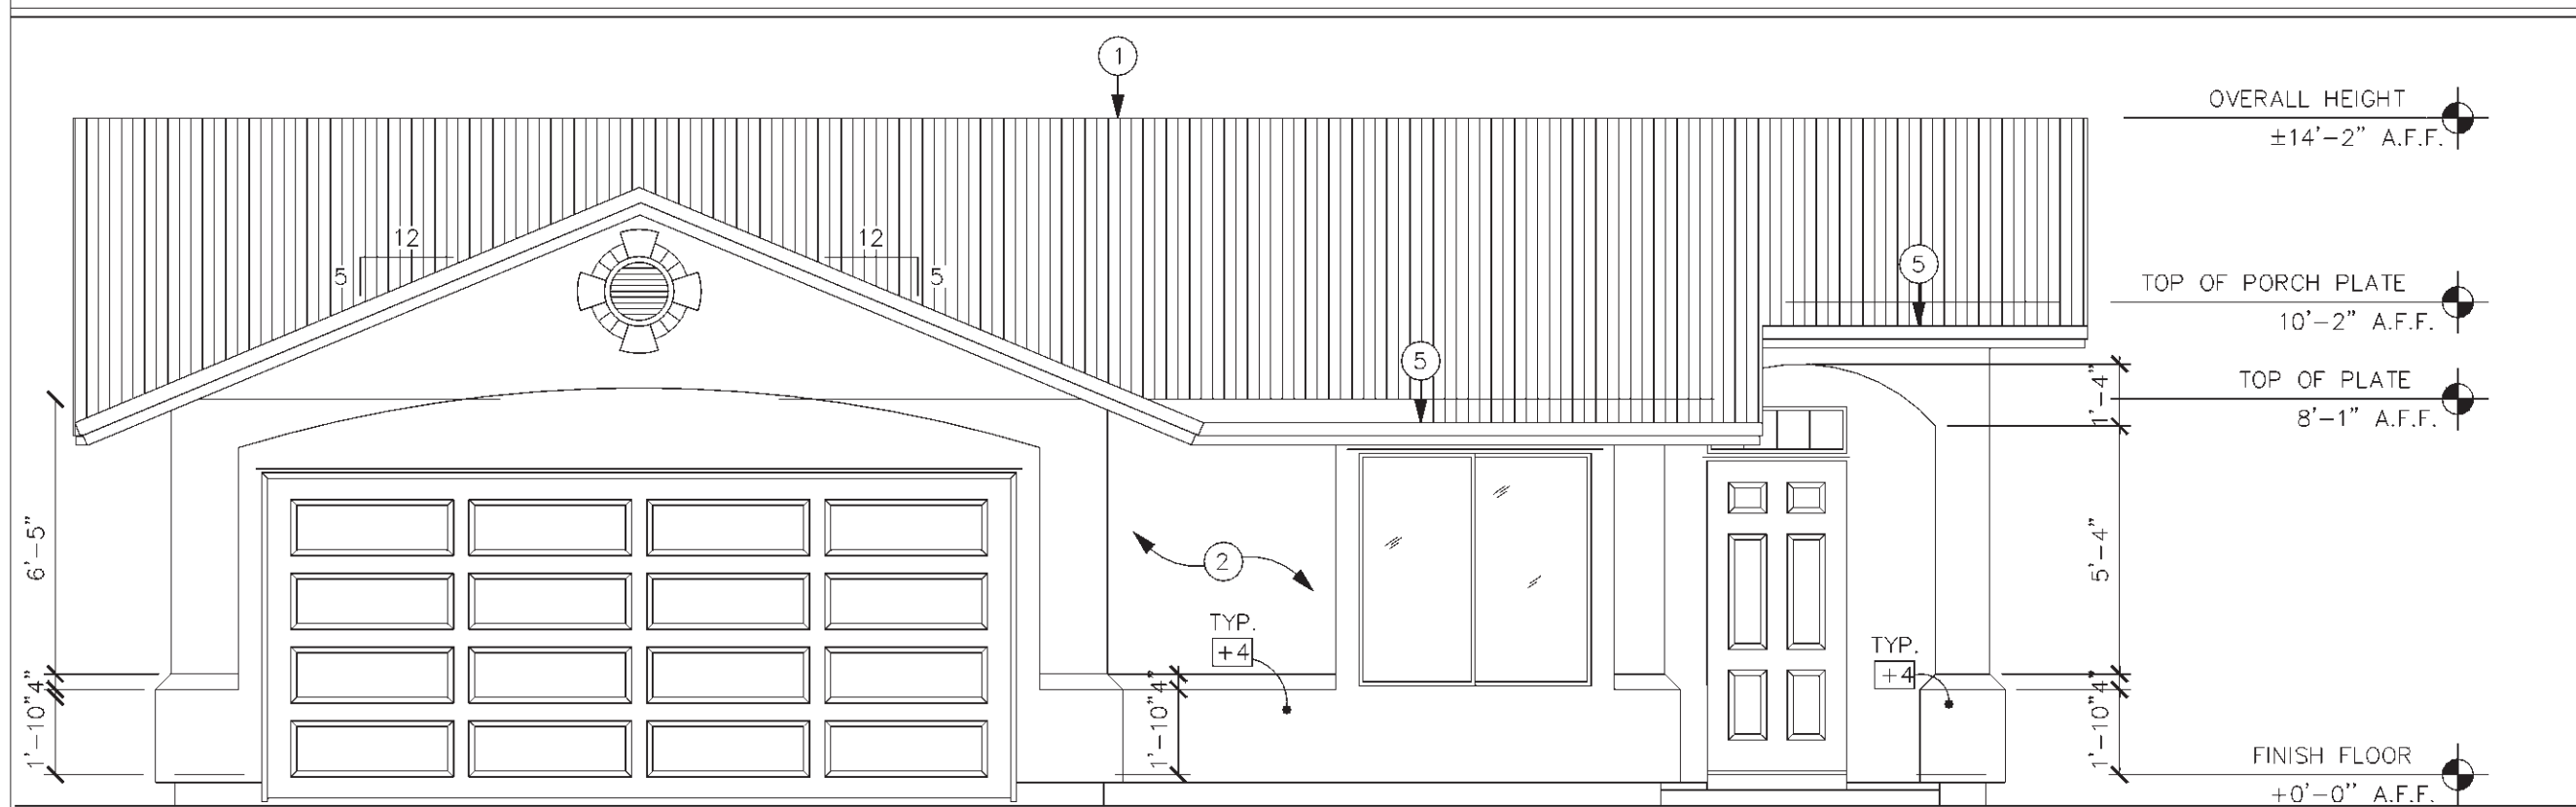 1
OVERALL HEIGHT
±14'-2" A.F.F.
12
12
5
5
5
TOP OF PORCH PLATE
10'-2" A.F.F.
5
TOP OF PLATE
8'-1" A.F.F.
1'-4"
6'-5"
5'-4"
2
TYP.
+4
TYP.
+4
4"
4"
4"
1'-10"
1'-10"
1'-10"
FINISH FLOOR
+0'-0" A.F.F.